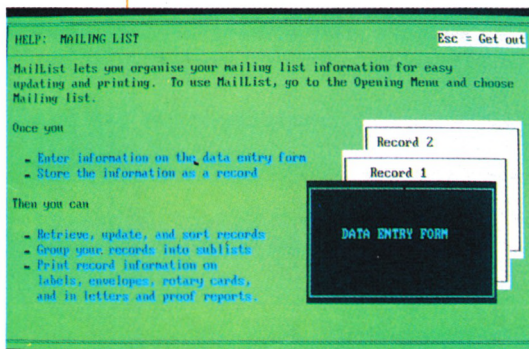 HELP: MAILING LIST Esc = Get out
MailList lets you organise your mailing list information for easy
updating and printing. To use MailList, go to the Opening Menu and choose
Mailing list.
Once you
- Enter information on the data entry form
- Store the information as a record
Then you can
- Retrieve, update, and sort records
- Group your records into sublists
- Print record information on
labels, envelopes, rotary cards,
and in letters and proof reports.
Record 2
Record 1
DATA ENTRY FORM